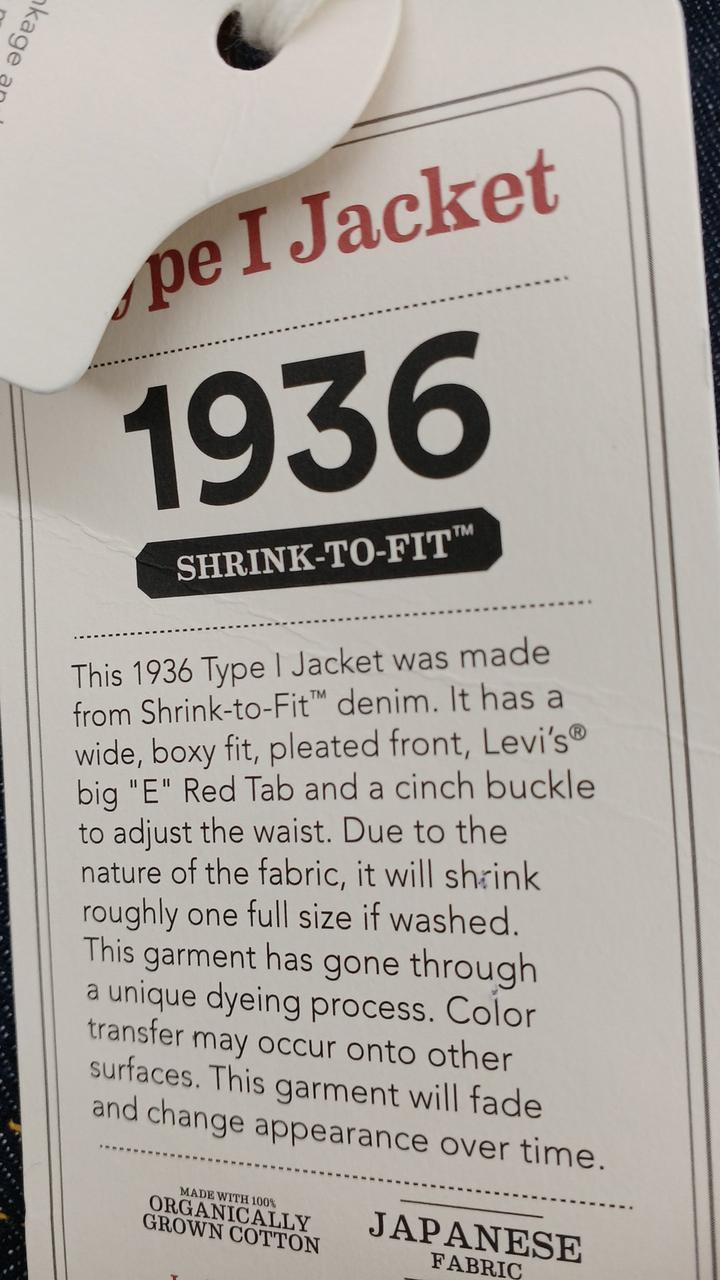 ype I Jacket
1936
SHRINK-TO-FIT™
This 1936 Type I Jacket was made
from Shrink-to-Fit™ denim. It has a
wide, boxy fit, pleated front, Levi's®
big "E" Red Tab and a cinch buckle
to adjust the waist. Due to the
nature of the fabric, it will shrink
roughly one full size if washed.
This garment has gone through
a unique dyeing process. Color
transfer may occur onto other
surfaces. This garment will fade
and change appearance over time.
MADE WITH 100%
ORGANICALLY
GROWN COTTON
JAPANESE
FABRIC